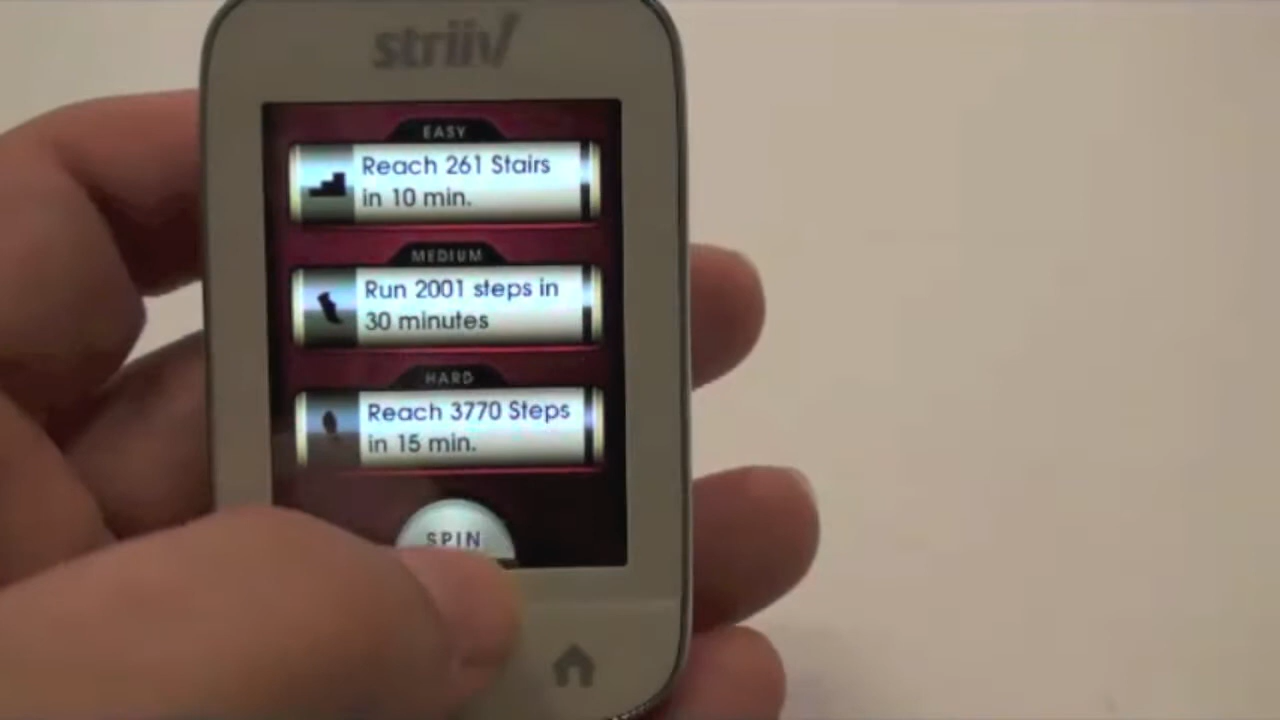 striiv
EASY
Reach 261 Stairs
in 10 min.
MEDIUM
Run 2001 steps in
30 minutes
HARD
Reach 3770 Steps
in 15 min.
SPIN